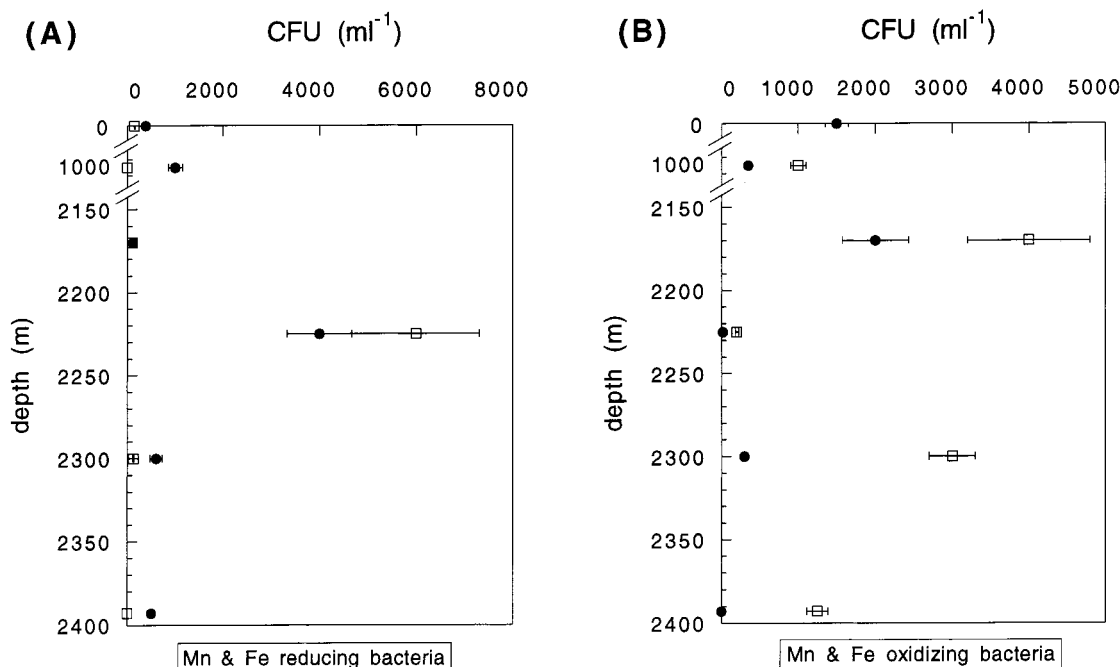 (A)
CFU (ml⁻¹)
0 2000 4000 6000 8000
0
1000
2150
2200
2250
2300
2350
2400
depth (m)
Mn & Fe reducing bacteria
(B)
CFU (ml⁻¹)
0 1000 2000 3000 4000 5000
0
1000
2150
2200
2250
2300
2350
2400
depth (m)
Mn & Fe oxidizing bacteria